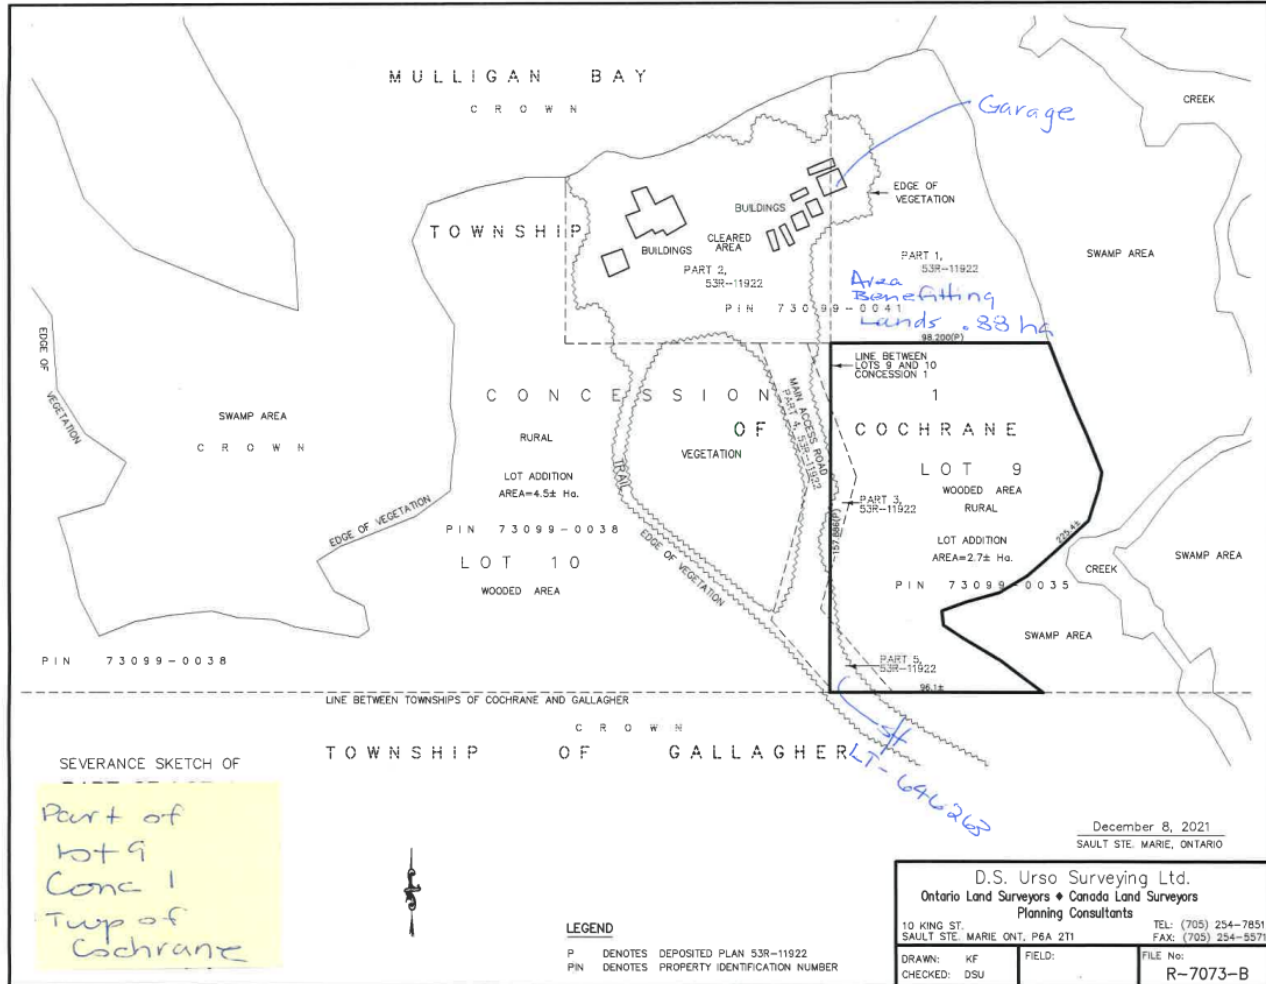 MULLIGAN BAY
CROWN
CREEK
Garage
EDGE OF
VEGETATION
BUILDINGS
TOWNSHIP
CLEARED
AREA
BUILDINGS
SWAMP AREA
PART 1,
53R-11922
PART 2,
53R-11922
Area
Benefitting
Lands .88 ha
PIN 73099-0041
98.200(P)
EDGE OF
VEGETATION
LINE BETWEEN
LOTS 9 AND 10
CONCESSION 1
MAIN ACCESS ROAD
PART 4, 53R-11922
CONCESSION 1
SWAMP AREA
CROWN
RURAL
OF COCHRANE
VEGETATION
LOT 9
WOODED AREA
RURAL
TRAIL
LOT ADDITION
AREA=4.5± Ha.
PART 3,
53R-11922
EDGE OF VEGETATION
PIN 73099-0038
157.886(P)
225.4±
LOT ADDITION
AREA=2.7± Ha.
EDGE OF VEGETATION
LOT 10
WOODED AREA
CREEK
SWAMP AREA
PIN 73099-0035
SWAMP AREA
PIN 73099-0038
PART 5,
53R-11922
96.1±
LINE BETWEEN TOWNSHIPS OF COCHRANE AND GALLAGHER
CROWN
TOWNSHIP OF GALLAGHER
LT-646263
SEVERANCE SKETCH OF
Part of
Lot 9
Conc 1
Twp of
Cochrane
December 8, 2021
SAULT STE. MARIE, ONTARIO
LEGEND
P DENOTES DEPOSITED PLAN 53R-11922
PIN DENOTES PROPERTY IDENTIFICATION NUMBER
D.S. Urso Surveying Ltd.
Ontario Land Surveyors ♦ Canada Land Surveyors
Planning Consultants
10 KING ST. TEL: (705) 254-7851
SAULT STE. MARIE ONT, P6A 2T1 FAX: (705) 254-5571
DRAWN: KF
CHECKED: DSU
FIELD:
FILE No:
R-7073-B